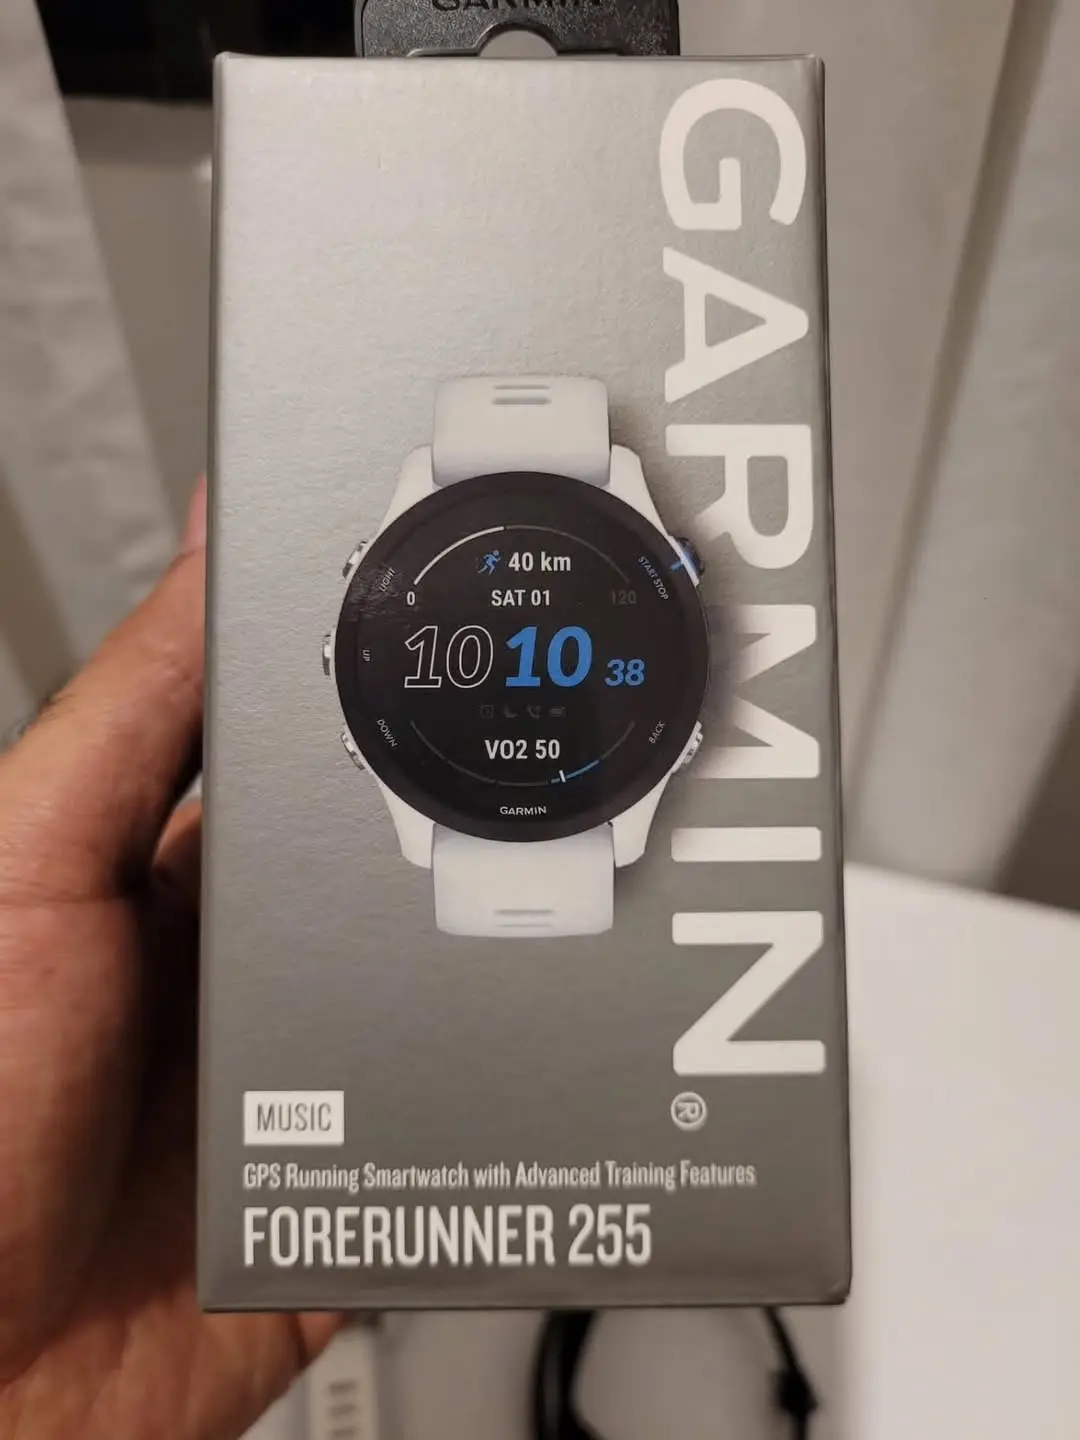 GARMIN
GARMIN®
LIGHT
UP
DOWN
START STOP
BACK
40 km
0
SAT 01
120
10 10 38
VO2 50
GARMIN
MUSIC
GPS Running Smartwatch with Advanced Training Features
FORERUNNER 255